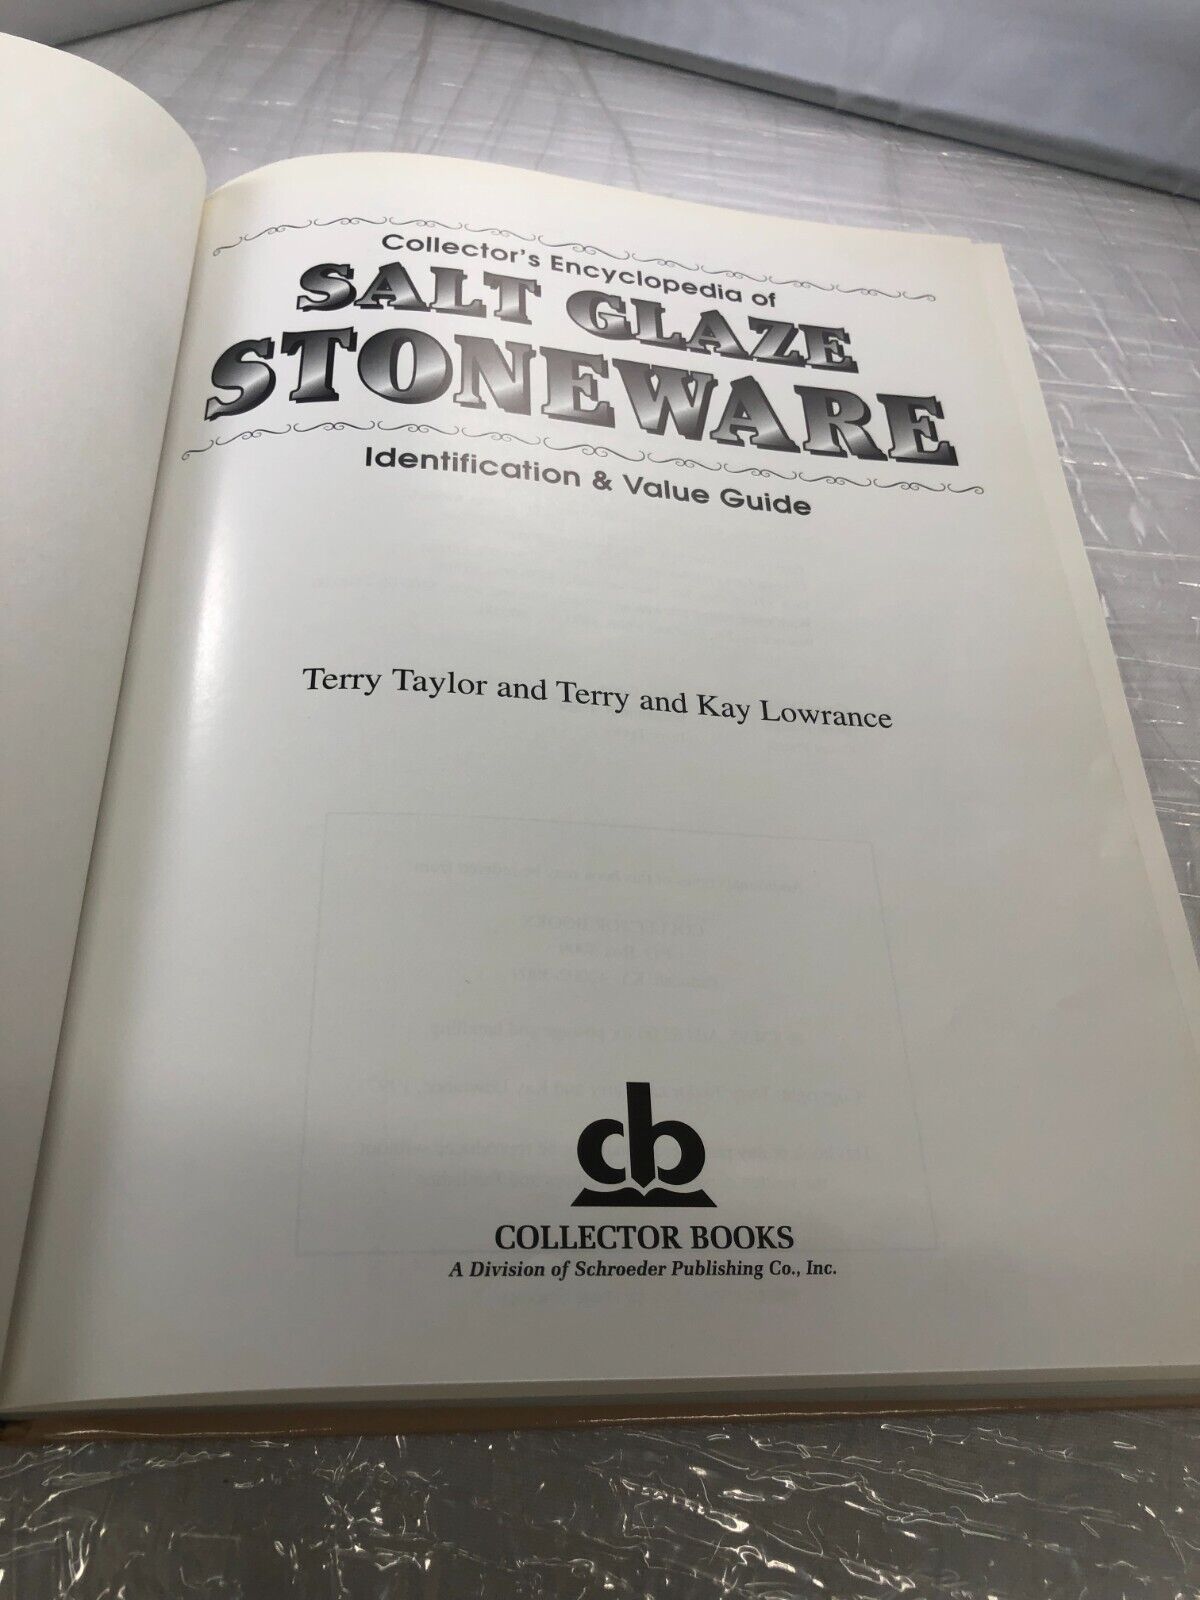 Collector's Encyclopedia of
SALT GLAZE
STONEWARE
Identification & Value Guide
Terry Taylor and Terry and Kay Lowrance
cb
COLLECTOR BOOKS
A Division of Schroeder Publishing Co., Inc.